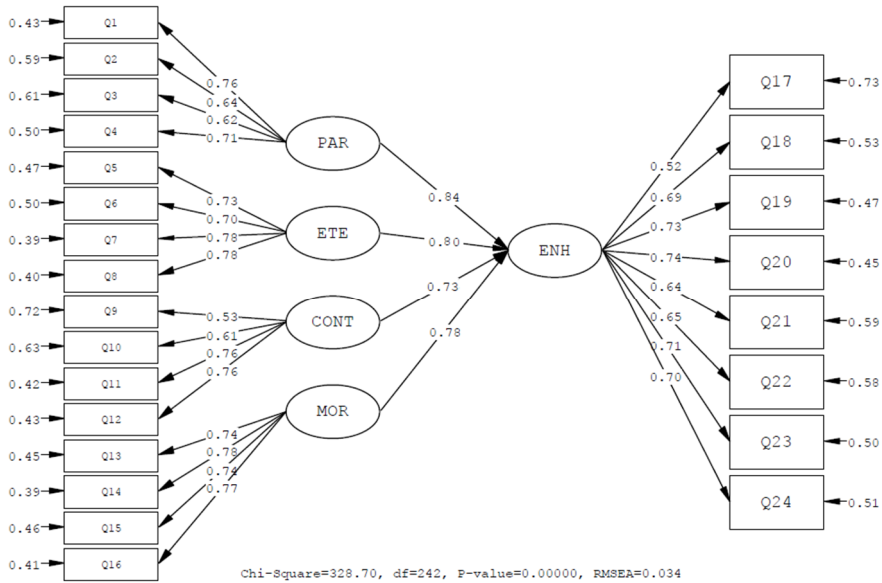 0.43 Q1
0.59 Q2
0.61 Q3
0.50 Q4
0.47 Q5
0.50 Q6
0.39 Q7
0.40 Q8
0.72 Q9
0.63 Q10
0.42 Q11
0.43 Q12
0.45 Q13
0.39 Q14
0.46 Q15
0.41 Q16
0.76
0.64
0.62
0.71
0.73
0.70
0.78
0.78
0.53
0.61
0.76
0.76
0.74
0.78
0.74
0.77
PAR
ETE
CONT
MOR
0.84
0.80
0.73
0.78
ENH
0.52
0.69
0.73
0.74
0.64
0.65
0.71
0.70
Q17 0.73
Q18 0.53
Q19 0.47
Q20 0.45
Q21 0.59
Q22 0.58
Q23 0.50
Q24 0.51
Chi-Square=328.70, df=242, P-value=0.00000, RMSEA=0.034